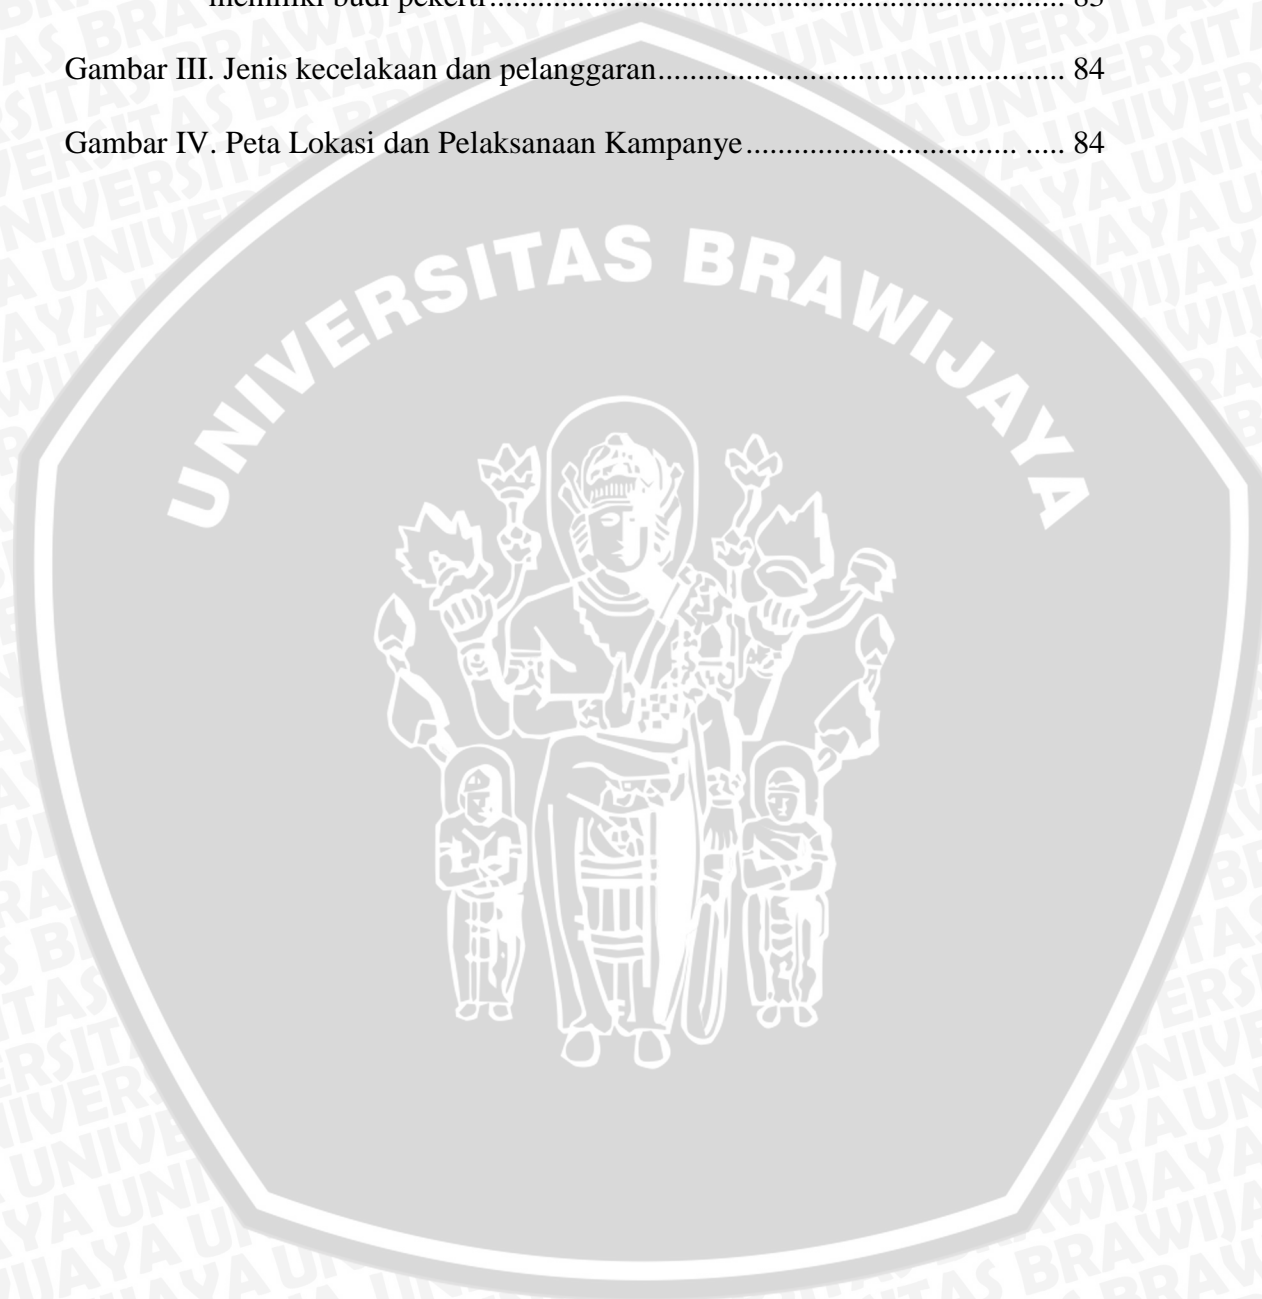 memiliki budi pekerti........................................................................ 83
Gambar III. Jenis kecelakaan dan pelanggaran................................................... 84
Gambar IV. Peta Lokasi dan Pelaksanaan Kampanye.................................. ..... 84
UNIVERSITAS BRAWIJAYA